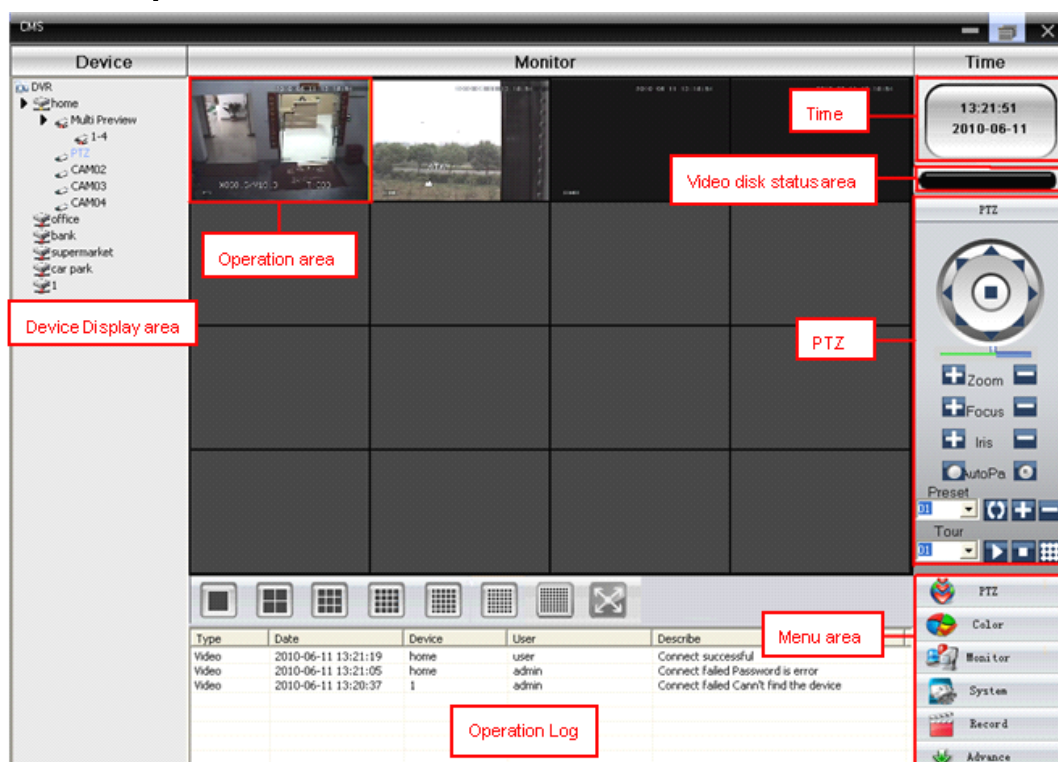 CMS
Device
Monitor
Time
DVR
home
Multi Preview
1-4
PTZ
CAM02
CAM03
CAM04
office
bank
supermarket
car park
1
Device Display area
Operation area
Time
13:21:51
2010-06-11
Video disk status area
PTZ
PTZ
Zoom
Focus
Iris
AutoPa
Preset
01
Tour
01
Type Date Device User Describe
Video 2010-06-11 13:21:19 home user Connect successful
Video 2010-06-11 13:21:05 home admin Connect failed Password is error
Video 2010-06-11 13:20:37 1 admin Connect failed Cann't find the device
Operation Log
Menu area
PTZ
Color
Monitor
System
Record
Advance